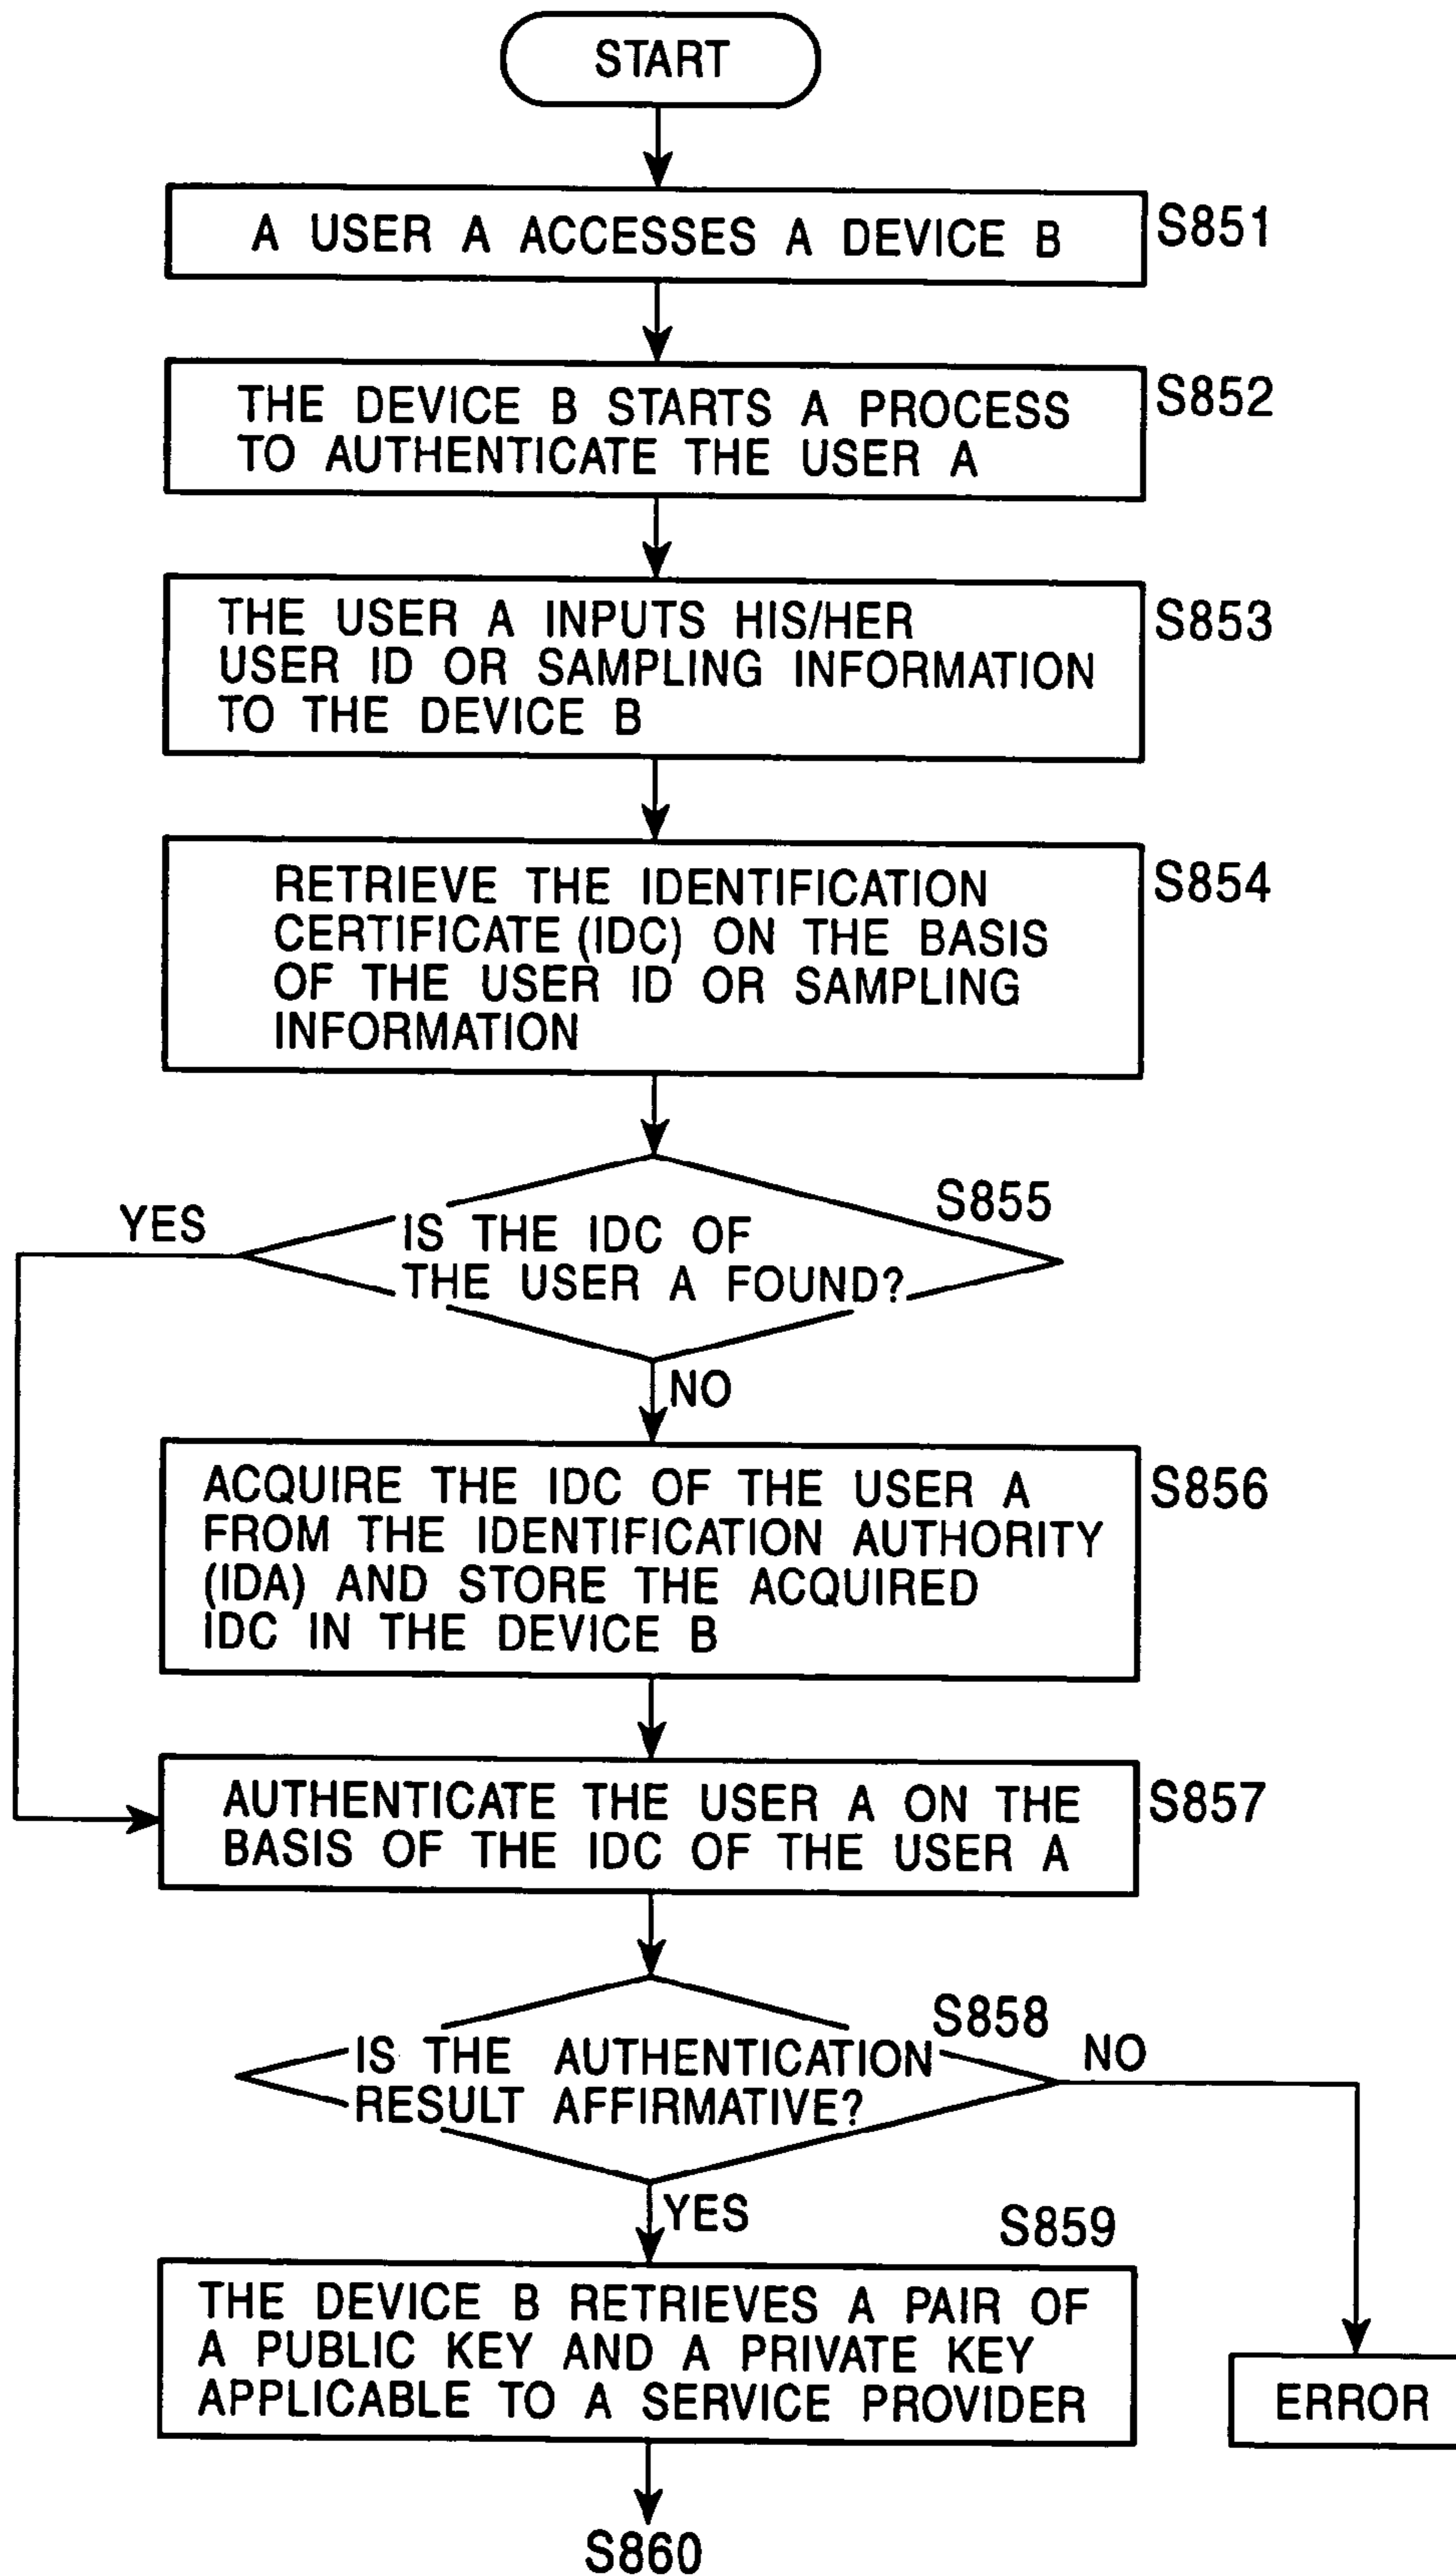 START
A USER A ACCESSES A DEVICE B
S851
THE DEVICE B STARTS A PROCESS
TO AUTHENTICATE THE USER A
S852
THE USER A INPUTS HIS/HER
USER ID OR SAMPLING INFORMATION
TO THE DEVICE B
S853
RETRIEVE THE IDENTIFICATION
CERTIFICATE (IDC) ON THE BASIS
OF THE USER ID OR SAMPLING
INFORMATION
S854
YES
S855
IS THE IDC OF
THE USER A FOUND?
NO
ACQUIRE THE IDC OF THE USER A
FROM THE IDENTIFICATION AUTHORITY
(IDA) AND STORE THE ACQUIRED
IDC IN THE DEVICE B
S856
AUTHENTICATE THE USER A ON THE
BASIS OF THE IDC OF THE USER A
S857
S858
IS THE AUTHENTICATION
RESULT AFFIRMATIVE?
NO
YES
S859
THE DEVICE B RETRIEVES A PAIR OF
A PUBLIC KEY AND A PRIVATE KEY
APPLICABLE TO A SERVICE PROVIDER
ERROR
S860